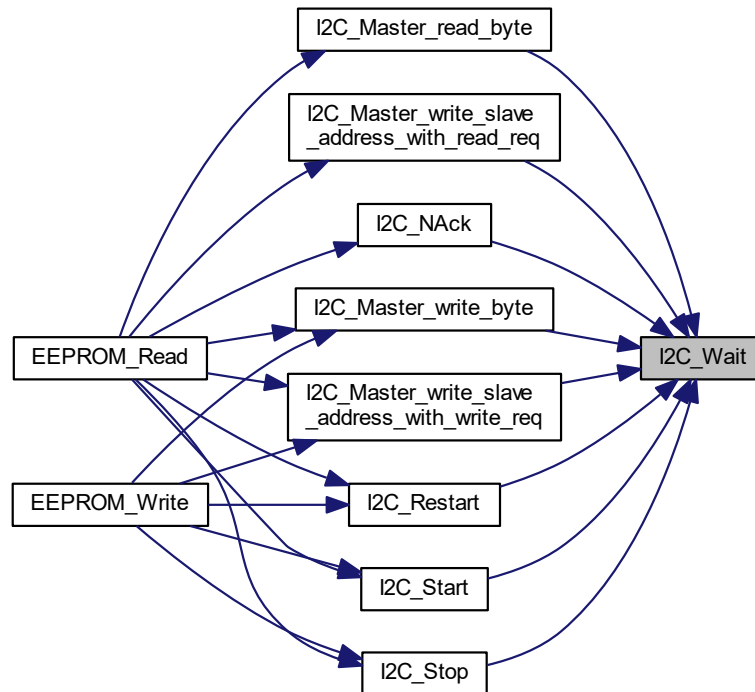 I2C_Master_read_byte
I2C_Master_write_slave
_address_with_read_req
I2C_NAck
I2C_Master_write_byte
EEPROM_Read
I2C_Wait
I2C_Master_write_slave
_address_with_write_req
EEPROM_Write
I2C_Restart
I2C_Start
I2C_Stop